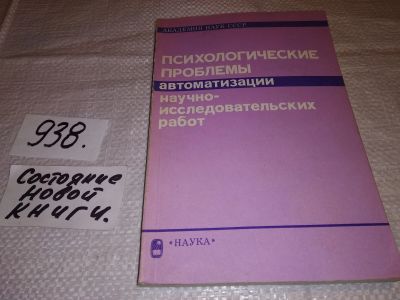 АКАДЕМИЯ НАУК СССР
ПСИХОЛОГИЧЕСКИЕ
ПРОБЛЕМЫ
автоматизации
научно-
исследовательских
работ
«НАУКА»
938.
Состояние
новой
книги.